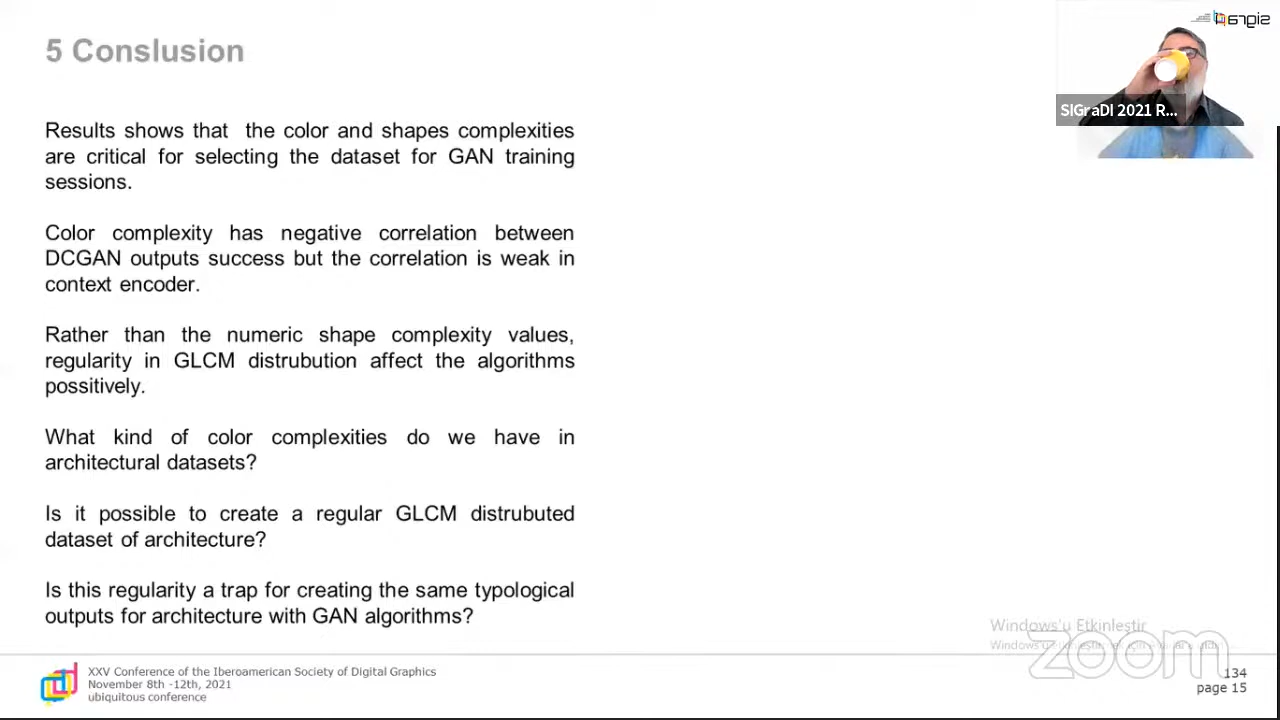 5 Conslusion
Results shows that the color and shapes complexities
are critical for selecting the dataset for GAN training
sessions.
Color complexity has negative correlation between
DCGAN outputs success but the correlation is weak in
context encoder.
Rather than the numeric shape complexity values,
regularity in GLCM distrubution affect the algorithms
possitively.
What kind of color complexities do we have in
architectural datasets?
Is it possible to create a regular GLCM distrubuted
dataset of architecture?
Is this regularity a trap for creating the same typological
outputs for architecture with GAN algorithms?
SIGraDI 2021 R...
Windows'u Etkinleştir
zoom
XXV Conference of the Iberoamerican Society of Digital Graphics
November 8th -12th, 2021
ubiquitous conference
134
page 15